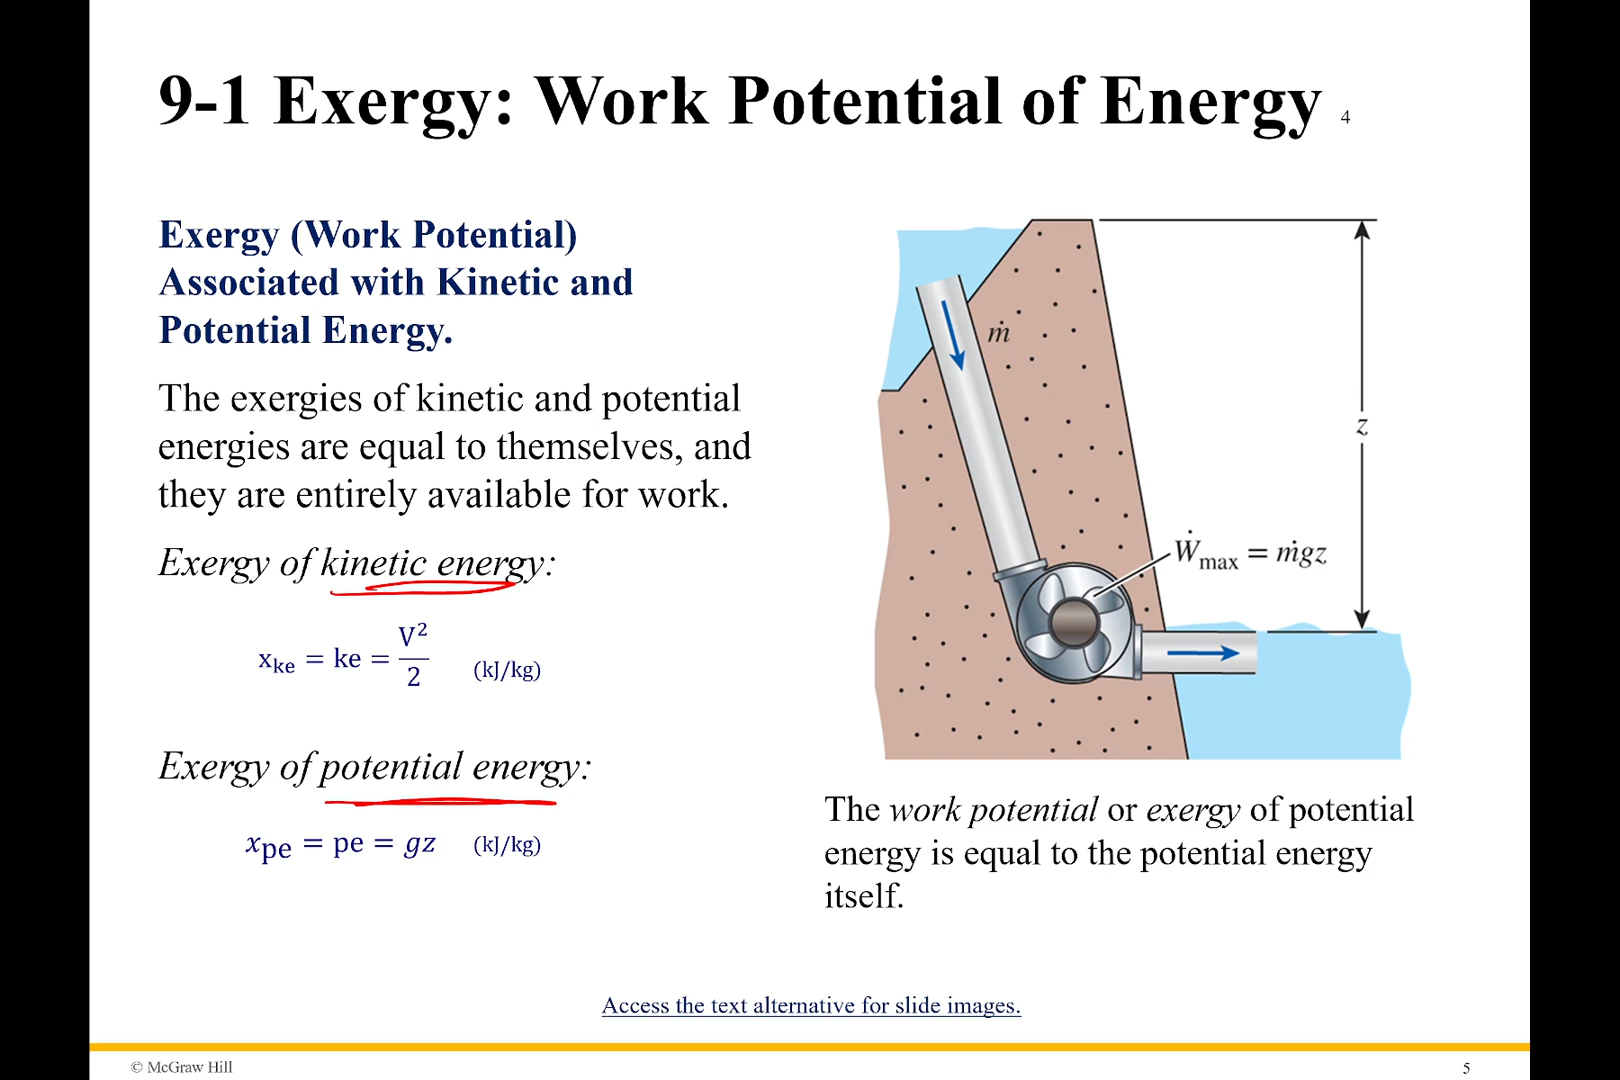 9-1 Exergy: Work Potential of Energy 4
Exergy (Work Potential)
Associated with Kinetic and
Potential Energy.
The exergies of kinetic and potential
energies are equal to themselves, and
they are entirely available for work.
Exergy of kinetic energy:
x_ke = ke = V²/2 (kJ/kg)
Exergy of potential energy:
x_pe = pe = gz (kJ/kg)
ṁ
z
Ẇ_max = ṁgz
The work potential or exergy of potential
energy is equal to the potential energy
itself.
Access the text alternative for slide images.
© McGraw Hill
5